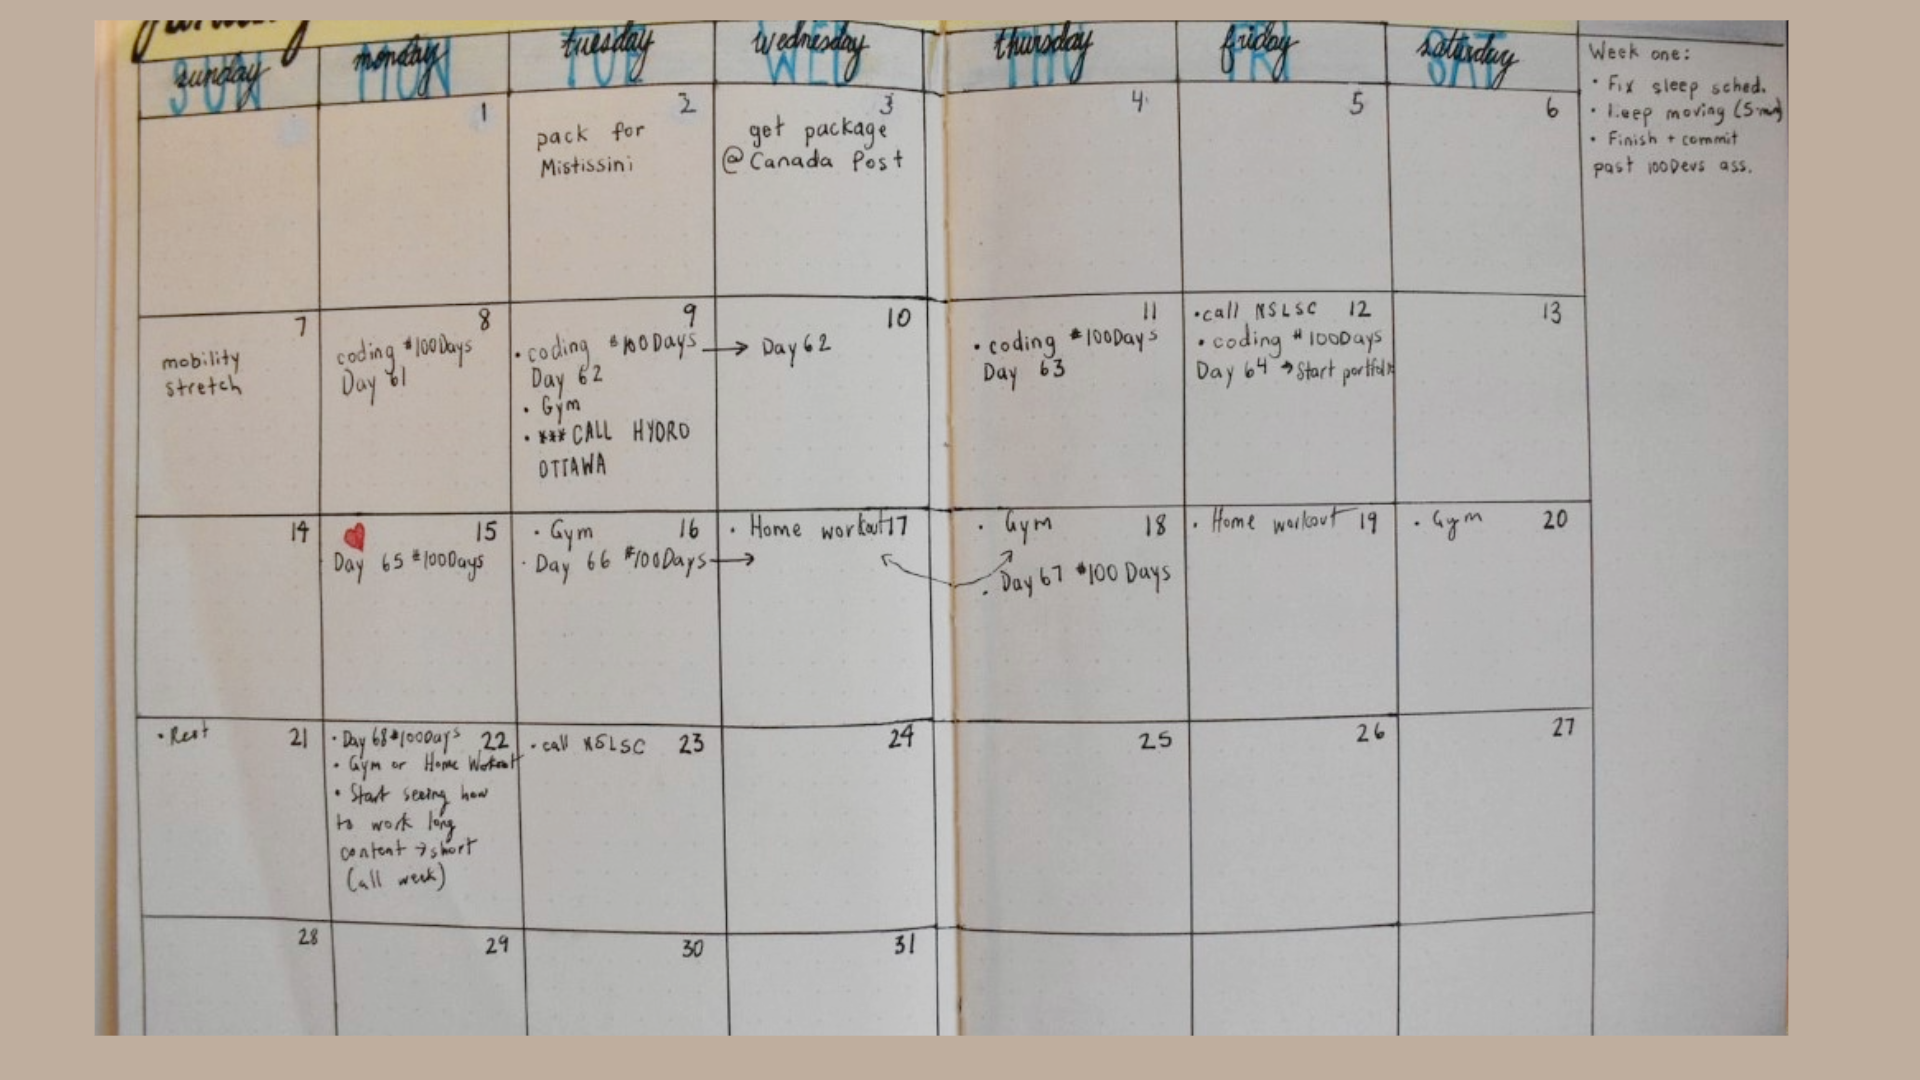 sunday monday tuesday wednesday thursday friday saturday
SUN MON TUE WED THU FRI SAT
1
2
pack for
Mistissini
3
get package
@ Canada Post
4
5
6
Week one:
• Fix sleep sched.
• Keep moving (5 min)
• Finish + commit
past 100Devs ass.
7
mobility
stretch
8
coding #100Days
Day 61
9
• coding #100Days →
Day 62
• Gym
• *** CALL HYDRO
OTTAWA
10
Day 62
11
• coding #100Days
Day 63
• call NSLSC 12
• coding #100Days
Day 64 → Start portfolio
13
14
15
Day 65 #100Days
• Gym 16
• Day 66 #100Days →
• Home workout 17
• Gym 18
• Day 67 #100 Days
• Home workout 19
• Gym 20
• Rest 21
• Day 68 #100Days 22
• Gym or Home Workout
• Start seeing how
to work long
content → short
(all week)
• call NSLSC 23
24
25
26
27
28
29
30
31